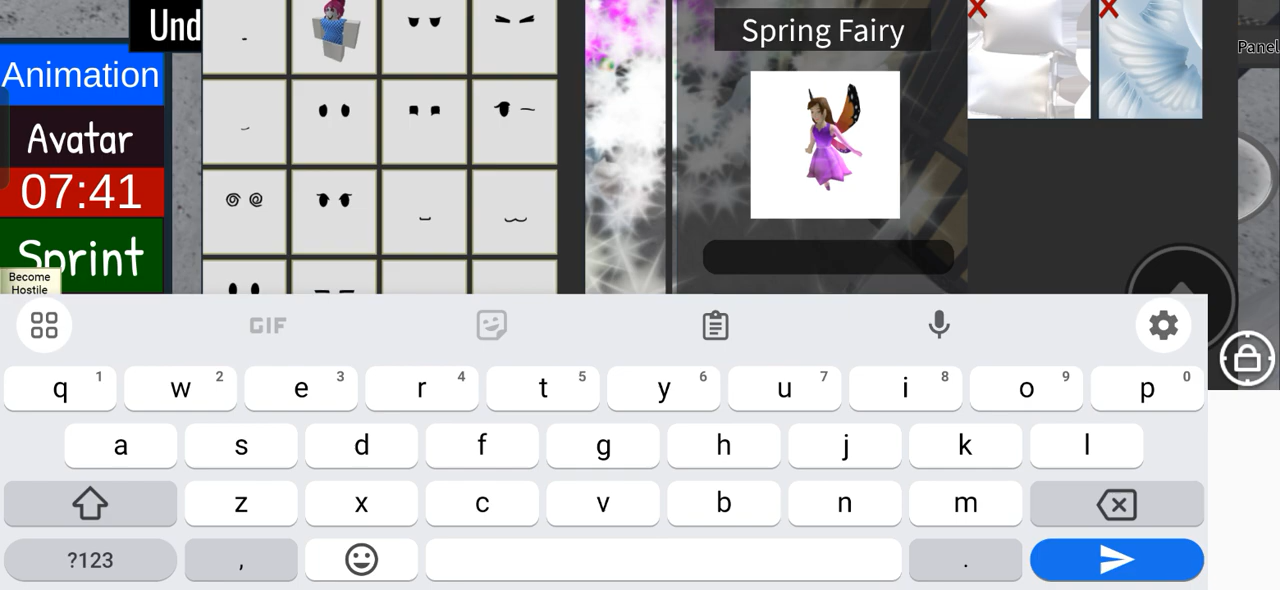 Und
Animation
Avatar
07:41
Sprint
Become
Hostile
Spring Fairy
Panel
GIF
q 1 w 2 e 3 r 4 t 5 y 6 u 7 i 8 o 9 p 0
a s d f g h j k l
z x c v b n m
?123 , .